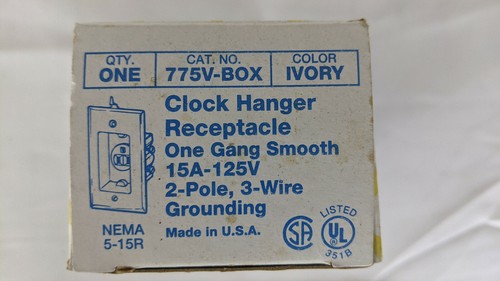 QTY. CAT. NO. COLOR
ONE 775V-BOX IVORY
Clock Hanger
Receptacle
One Gang Smooth
15A-125V
2-Pole, 3-Wire
Grounding
Made in U.S.A.
NEMA
5-15R
SA
LISTED
UL
351B